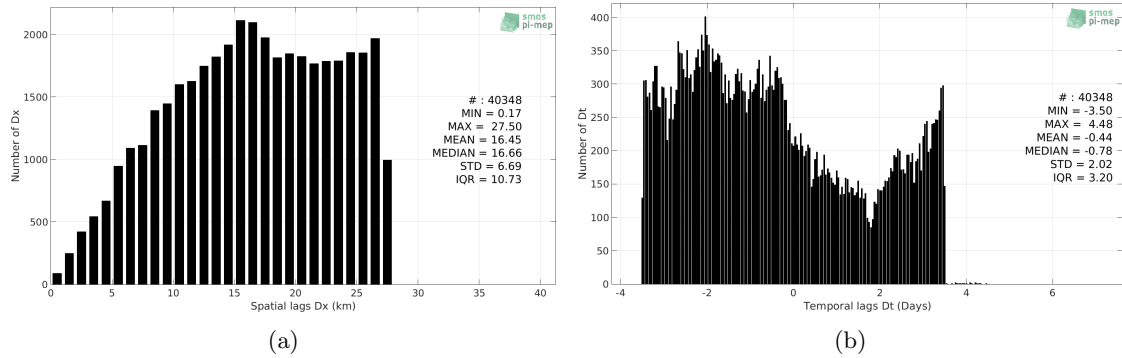 smos
pi-mep
2000
1500
1000
500
0
Number of Dx
# : 40348
MIN = 0.17
MAX = 27.50
MEAN = 16.45
MEDIAN = 16.66
STD = 6.69
IQR = 10.73
0 5 10 15 20 25 30 35 40
Spatial lags Dx (km)
(a)
smos
pi-mep
400
350
300
250
200
150
100
50
0
Number of Dt
# : 40348
MIN = -3.50
MAX = 4.48
MEAN = -0.44
MEDIAN = -0.78
STD = 2.02
IQR = 3.20
-4 -2 0 2 4 6
Temporal lags Dt (Days)
(b)